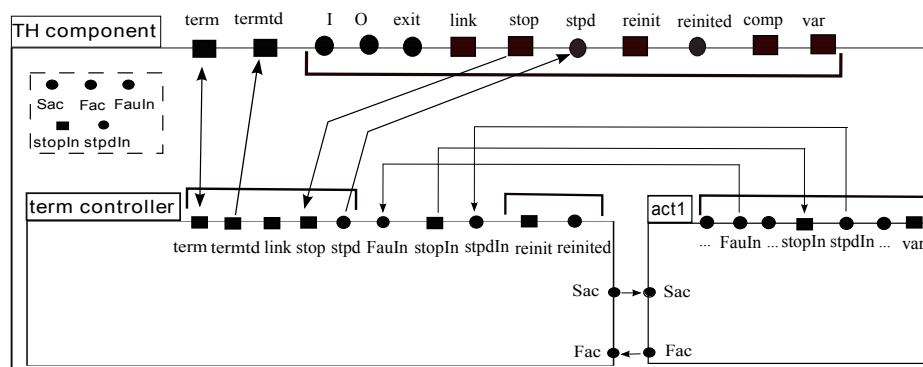 TH component
term termtd I O exit link stop stpd reinit reinited comp var
Sac Fac FauIn
stopIn stpdIn
term controller
act1
term termtd link stop stpd FauIn stopIn stpdIn reinit reinited
... FauIn ... stopIn stpdIn ... var
Sac Sac
Fac Fac